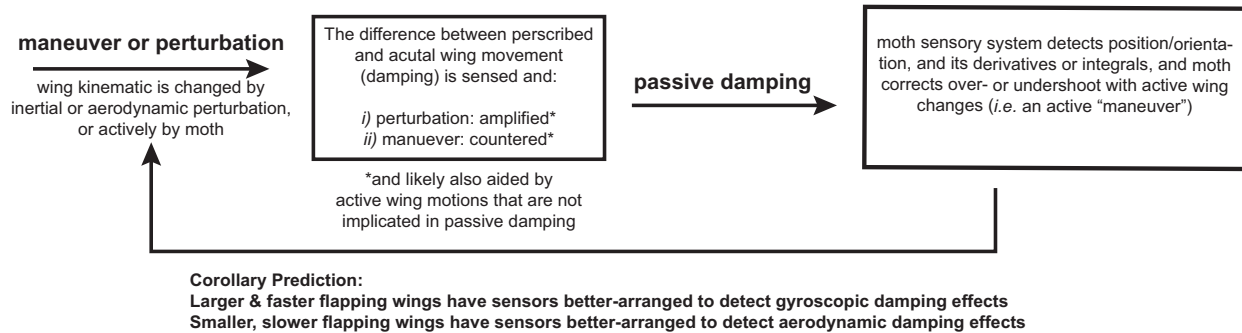 maneuver or perturbation
wing kinematic is changed by
inertial or aerodynamic perturbation,
or actively by moth
The difference between perscribed
and acutal wing movement
(damping) is sensed and:
i) perturbation: amplified*
ii) manuever: countered*
*and likely also aided by
active wing motions that are not
implicated in passive damping
passive damping
moth sensory system detects position/orienta-
tion, and its derivatives or integrals, and moth
corrects over- or undershoot with active wing
changes (i.e. an active “maneuver”)
Corollary Prediction:
Larger & faster flapping wings have sensors better-arranged to detect gyroscopic damping effects
Smaller, slower flapping wings have sensors better-arranged to detect aerodynamic damping effects